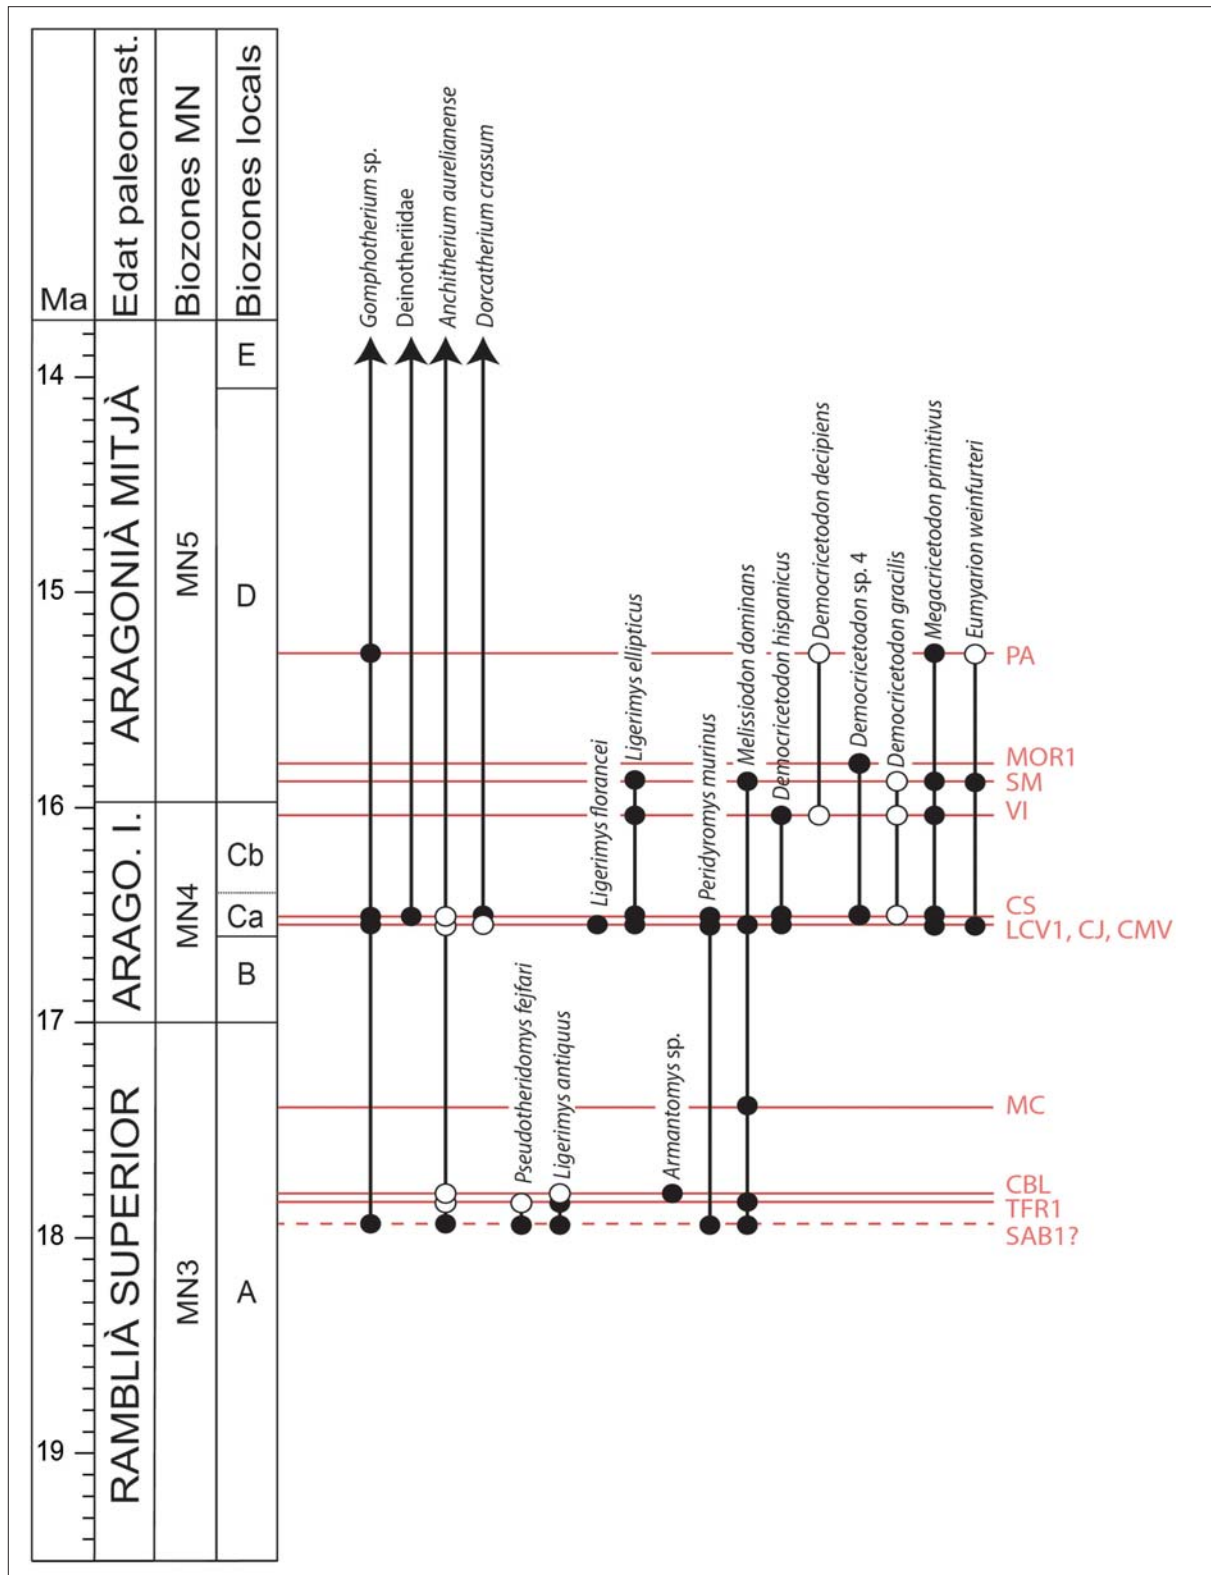 Ma
Edat paleomast.
Biozones MN
Biozones locals
14
15
16
17
18
19
ARAGONIÀ MITJÀ
ARAGO. I.
RAMBLIÀ SUPERIOR
MN5
MN4
MN3
E
D
Cb
Ca
B
A
Gomphotherium sp.
Deinotheriidae
Anchitherium aurelianense
Dorcatherium crassum
Pseudotheridomys fejfari
Ligerimys antiquus
Ligerimys florancei
Ligerimys ellipticus
Armantomys sp.
Peridyromys murinus
Melissiodon dominans
Democricetodon hispanicus
Democricetodon decipiens
Democricetodon sp. 4
Democricetodon gracilis
Megacricetodon primitivus
Eumyarion weinfurteri
PA
MOR1
SM
VI
CS
LCV1, CJ, CMV
MC
CBL
TFR1
SAB1?